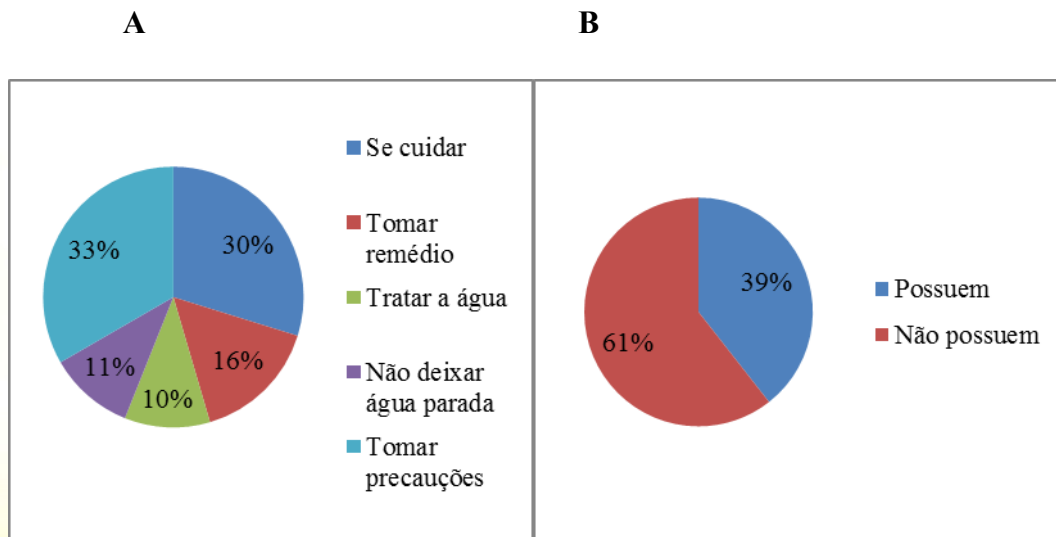 A
B
33%
30%
16%
10%
11%
Se cuidar
Tomar
remédio
Tratar a água
Não deixar
água parada
Tomar
precauções
39%
61%
Possuem
Não possuem